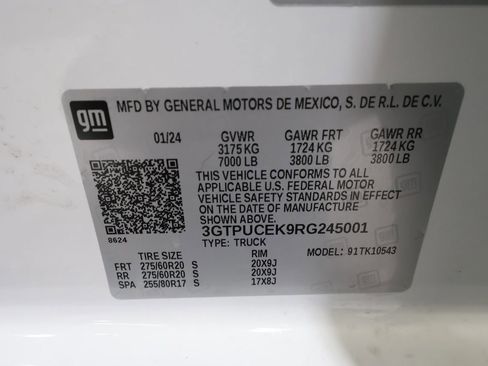 gm
MFD BY GENERAL MOTORS DE MEXICO, S. DE R.L. DE C.V.
01/24 GVWR GAWR FRT GAWR RR
3175 KG 1724 KG 1724 KG
7000 LB 3800 LB 3800 LB
THIS VEHICLE CONFORMS TO ALL
APPLICABLE U.S. FEDERAL MOTOR
VEHICLE SAFETY STANDARDS IN EFFECT
ON THE DATE OF MANUFACTURE
SHOWN ABOVE.
8624 3GTPUCEK9RG245001
TYPE: TRUCK MODEL: 91TK10543
TIRE SIZE RIM
FRT 275/60R20 S 20X9J
RR 275/60R20 S 20X9J
SPA 255/80R17 S 17X8J